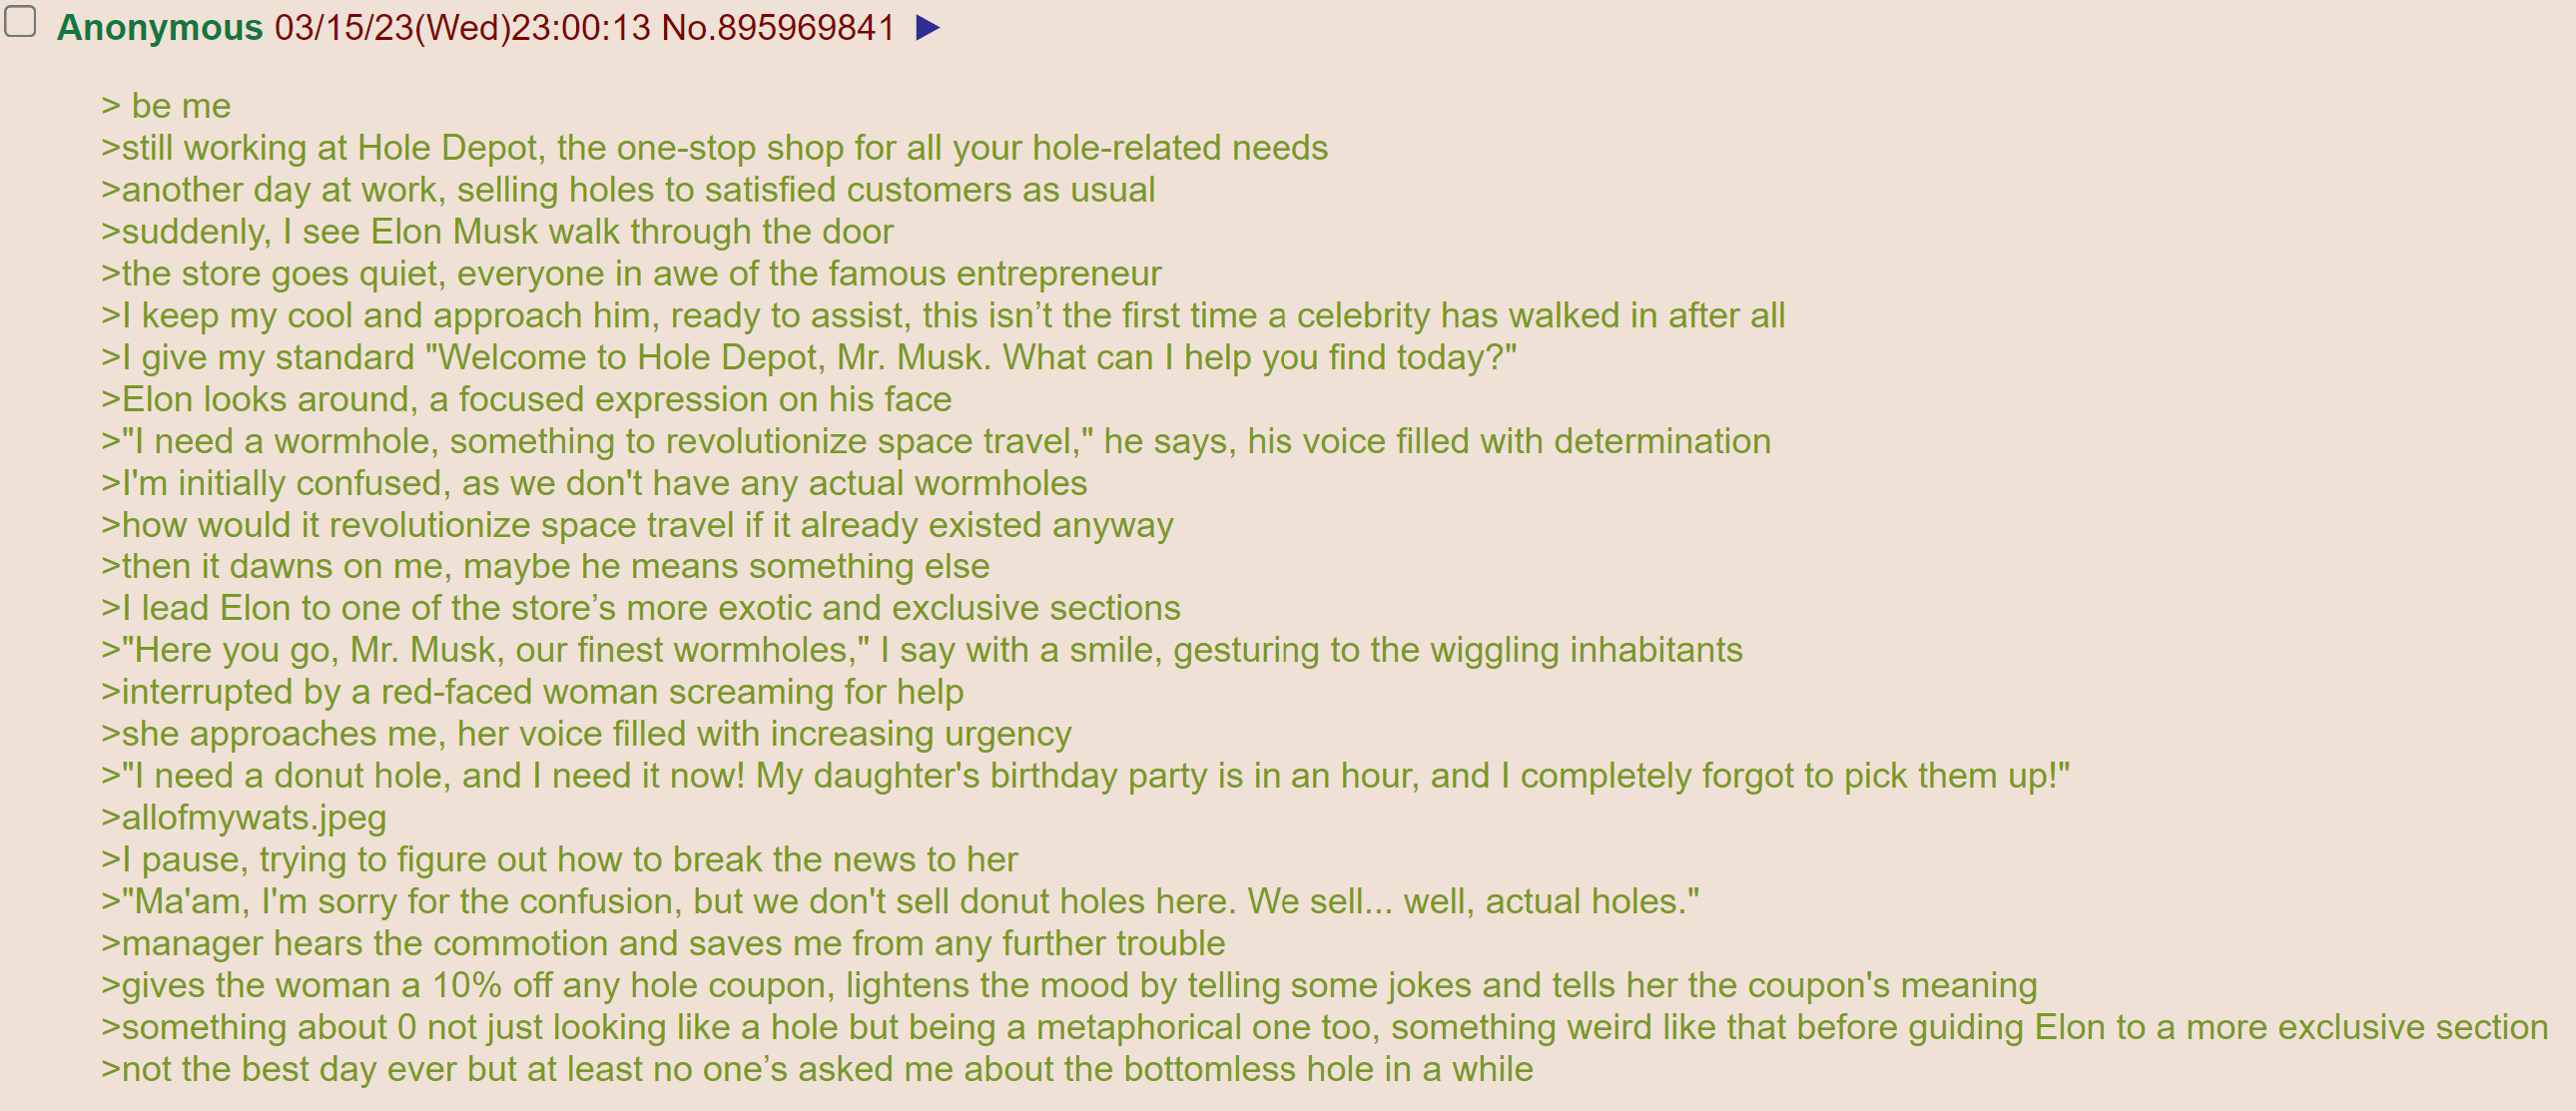 Anonymous 03/15/23(Wed)23:00:13 No.895969841 ▶
> be me
>still working at Hole Depot, the one-stop shop for all your hole-related needs
>another day at work, selling holes to satisfied customers as usual
>suddenly, I see Elon Musk walk through the door
>the store goes quiet, everyone in awe of the famous entrepreneur
>I keep my cool and approach him, ready to assist, this isn’t the first time a celebrity has walked in after all
>I give my standard "Welcome to Hole Depot, Mr. Musk. What can I help you find today?"
>Elon looks around, a focused expression on his face
>"I need a wormhole, something to revolutionize space travel," he says, his voice filled with determination
>I'm initially confused, as we don't have any actual wormholes
>how would it revolutionize space travel if it already existed anyway
>then it dawns on me, maybe he means something else
>I lead Elon to one of the store’s more exotic and exclusive sections
>"Here you go, Mr. Musk, our finest wormholes," I say with a smile, gesturing to the wiggling inhabitants
>interrupted by a red-faced woman screaming for help
>she approaches me, her voice filled with increasing urgency
>"I need a donut hole, and I need it now! My daughter's birthday party is in an hour, and I completely forgot to pick them up!"
>allofmywats.jpeg
>I pause, trying to figure out how to break the news to her
>"Ma'am, I'm sorry for the confusion, but we don't sell donut holes here. We sell... well, actual holes."
>manager hears the commotion and saves me from any further trouble
>gives the woman a 10% off any hole coupon, lightens the mood by telling some jokes and tells her the coupon's meaning
>something about 0 not just looking like a hole but being a metaphorical one too, something weird like that before guiding Elon to a more exclusive section
>not the best day ever but at least no one’s asked me about the bottomless hole in a while